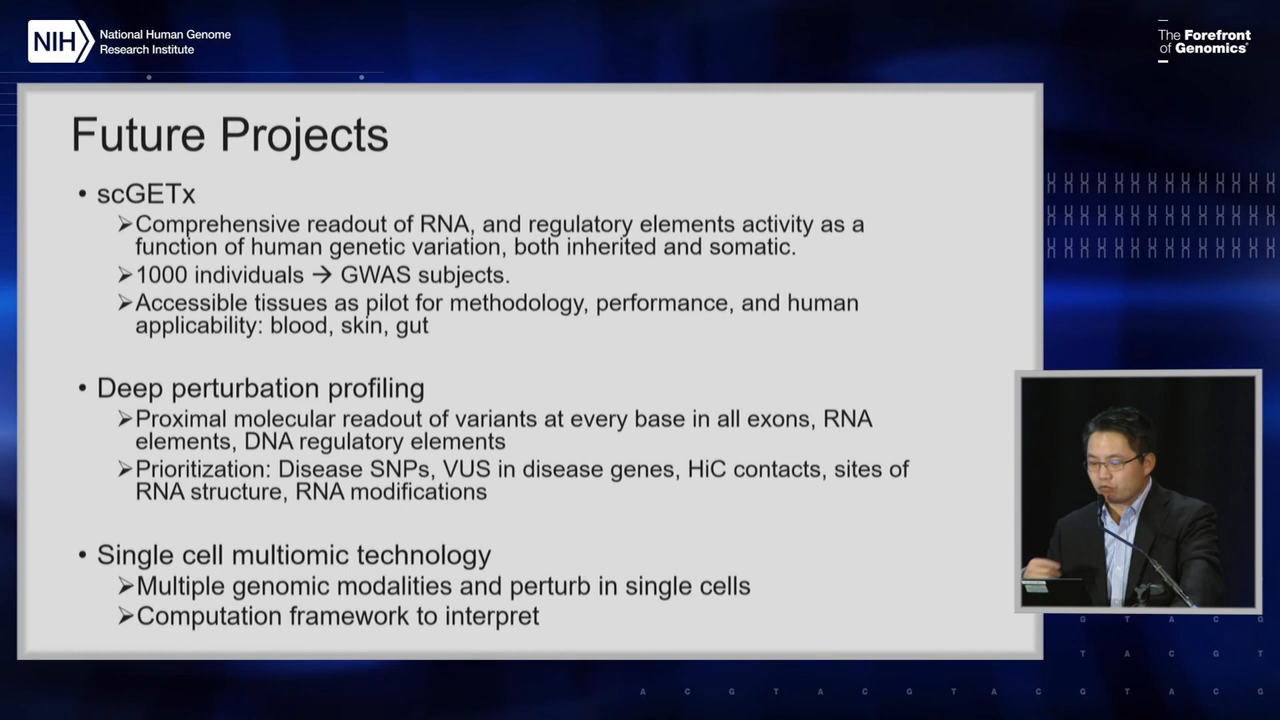 NIH
National Human Genome
Research Institute
The Forefront
of Genomics®
Future Projects
• scGETx
➢Comprehensive readout of RNA, and regulatory elements activity as a
function of human genetic variation, both inherited and somatic.
➢1000 individuals → GWAS subjects.
➢Accessible tissues as pilot for methodology, performance, and human
applicability: blood, skin, gut
• Deep perturbation profiling
➢Proximal molecular readout of variants at every base in all exons, RNA
elements, DNA regulatory elements
➢Prioritization: Disease SNPs, VUS in disease genes, HiC contacts, sites of
RNA structure, RNA modifications
• Single cell multiomic technology
➢Multiple genomic modalities and perturb in single cells
➢Computation framework to interpret
G T A C G
T A C G T
A C G T A C G T A C G T A C G